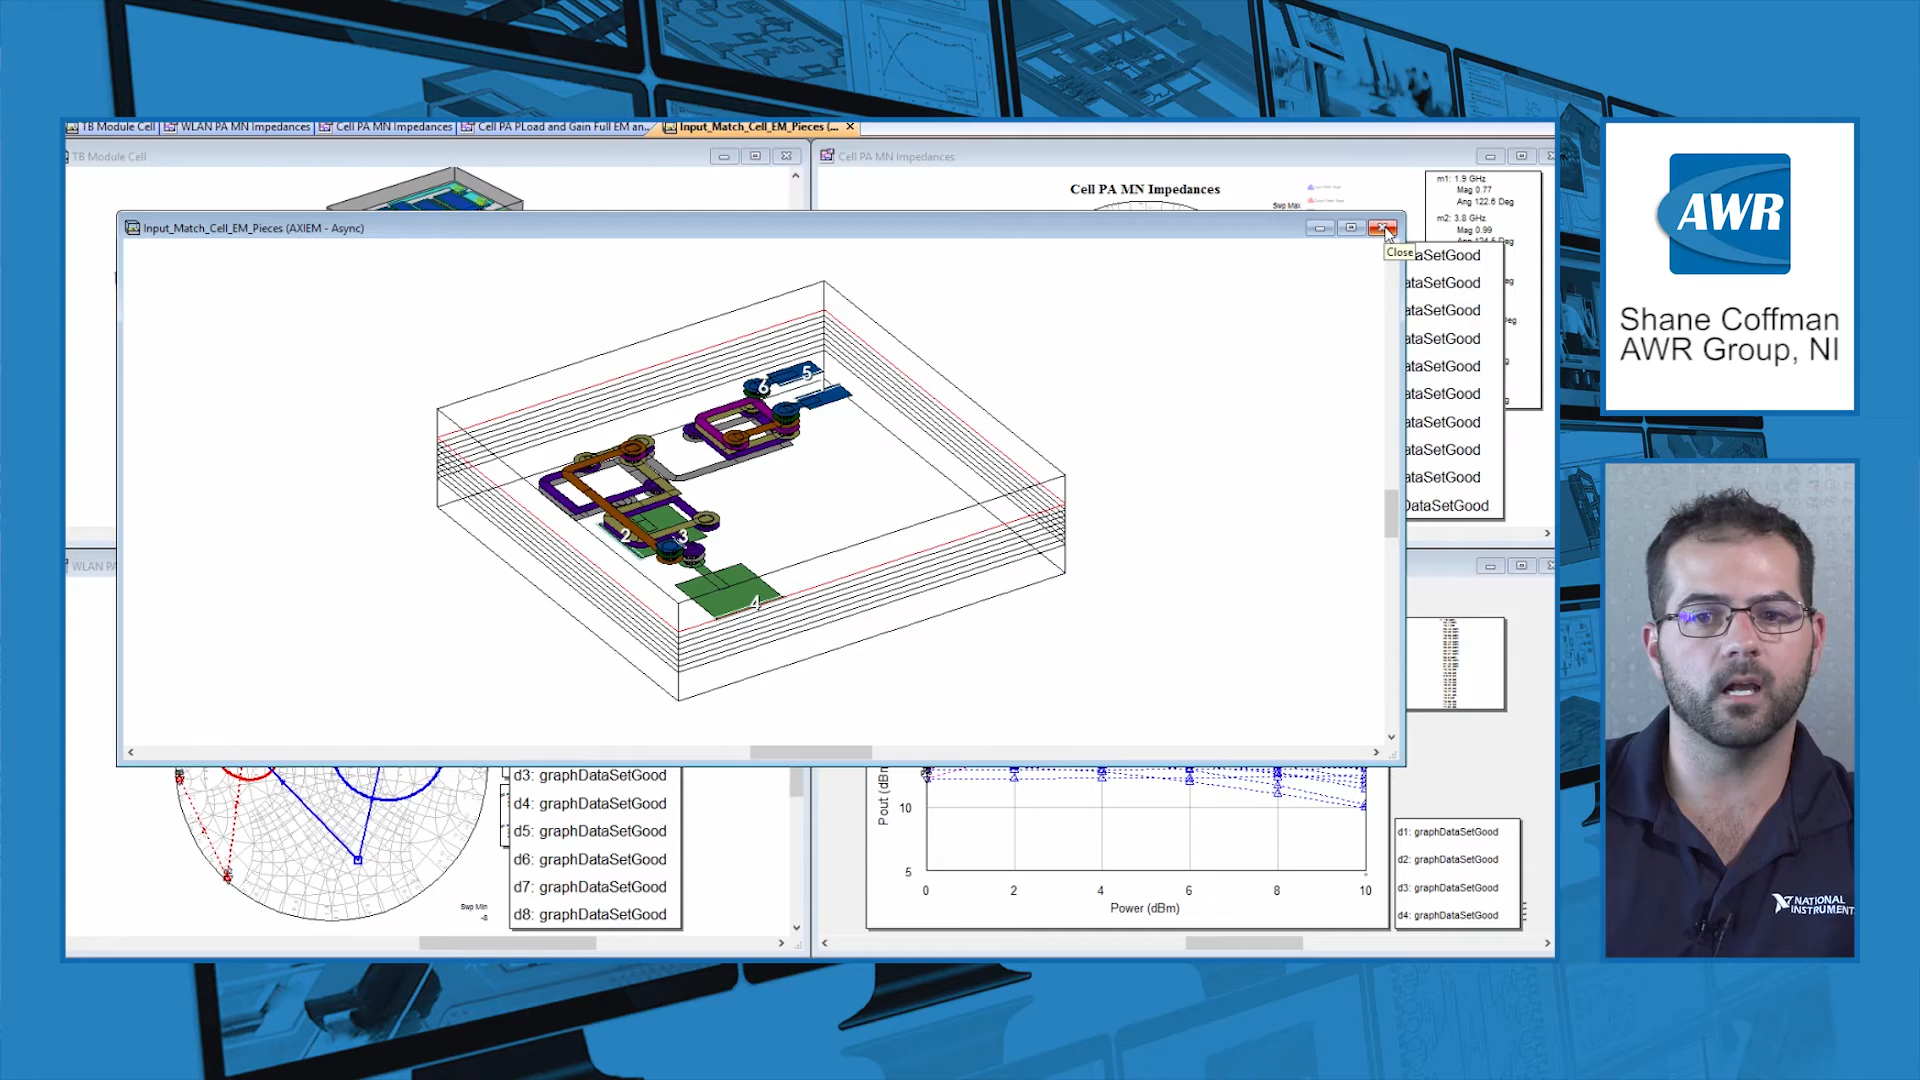 TB Module Cell
WLAN PA MN Impedances
Cell PA MN Impedances
Cell PA PLoad and Gain Full EM an...
Input_Match_Cell_EM_Pieces (...
TB Module Cell
Cell PA MN Impedances
Cell PA MN Impedances
Swp Max
m1: 1.9 GHz
Mag 0.77
Ang 122.6 Deg
m2: 3.8 GHz
Mag 0.99
Input_Match_Cell_EM_Pieces (AXIEM - Async)
Close
aSetGood
ataSetGood
ataSetGood
ataSetGood
ataSetGood
ataSetGood
ataSetGood
ataSetGood
ataSetGood
DataSetGood
5
6
2
3
4
WLAN PA
d3: graphDataSetGood
d4: graphDataSetGood
d5: graphDataSetGood
d6: graphDataSetGood
d7: graphDataSetGood
d8: graphDataSetGood
Swp Min
-8
Pout (dBm
10
5
0
2
4
6
8
10
Power (dBm)
d1: graphDataSetGood
d2: graphDataSetGood
d3: graphDataSetGood
d4: graphDataSetGood
AWR
Shane Coffman
AWR Group, NI
NATIONAL
INSTRUMENT